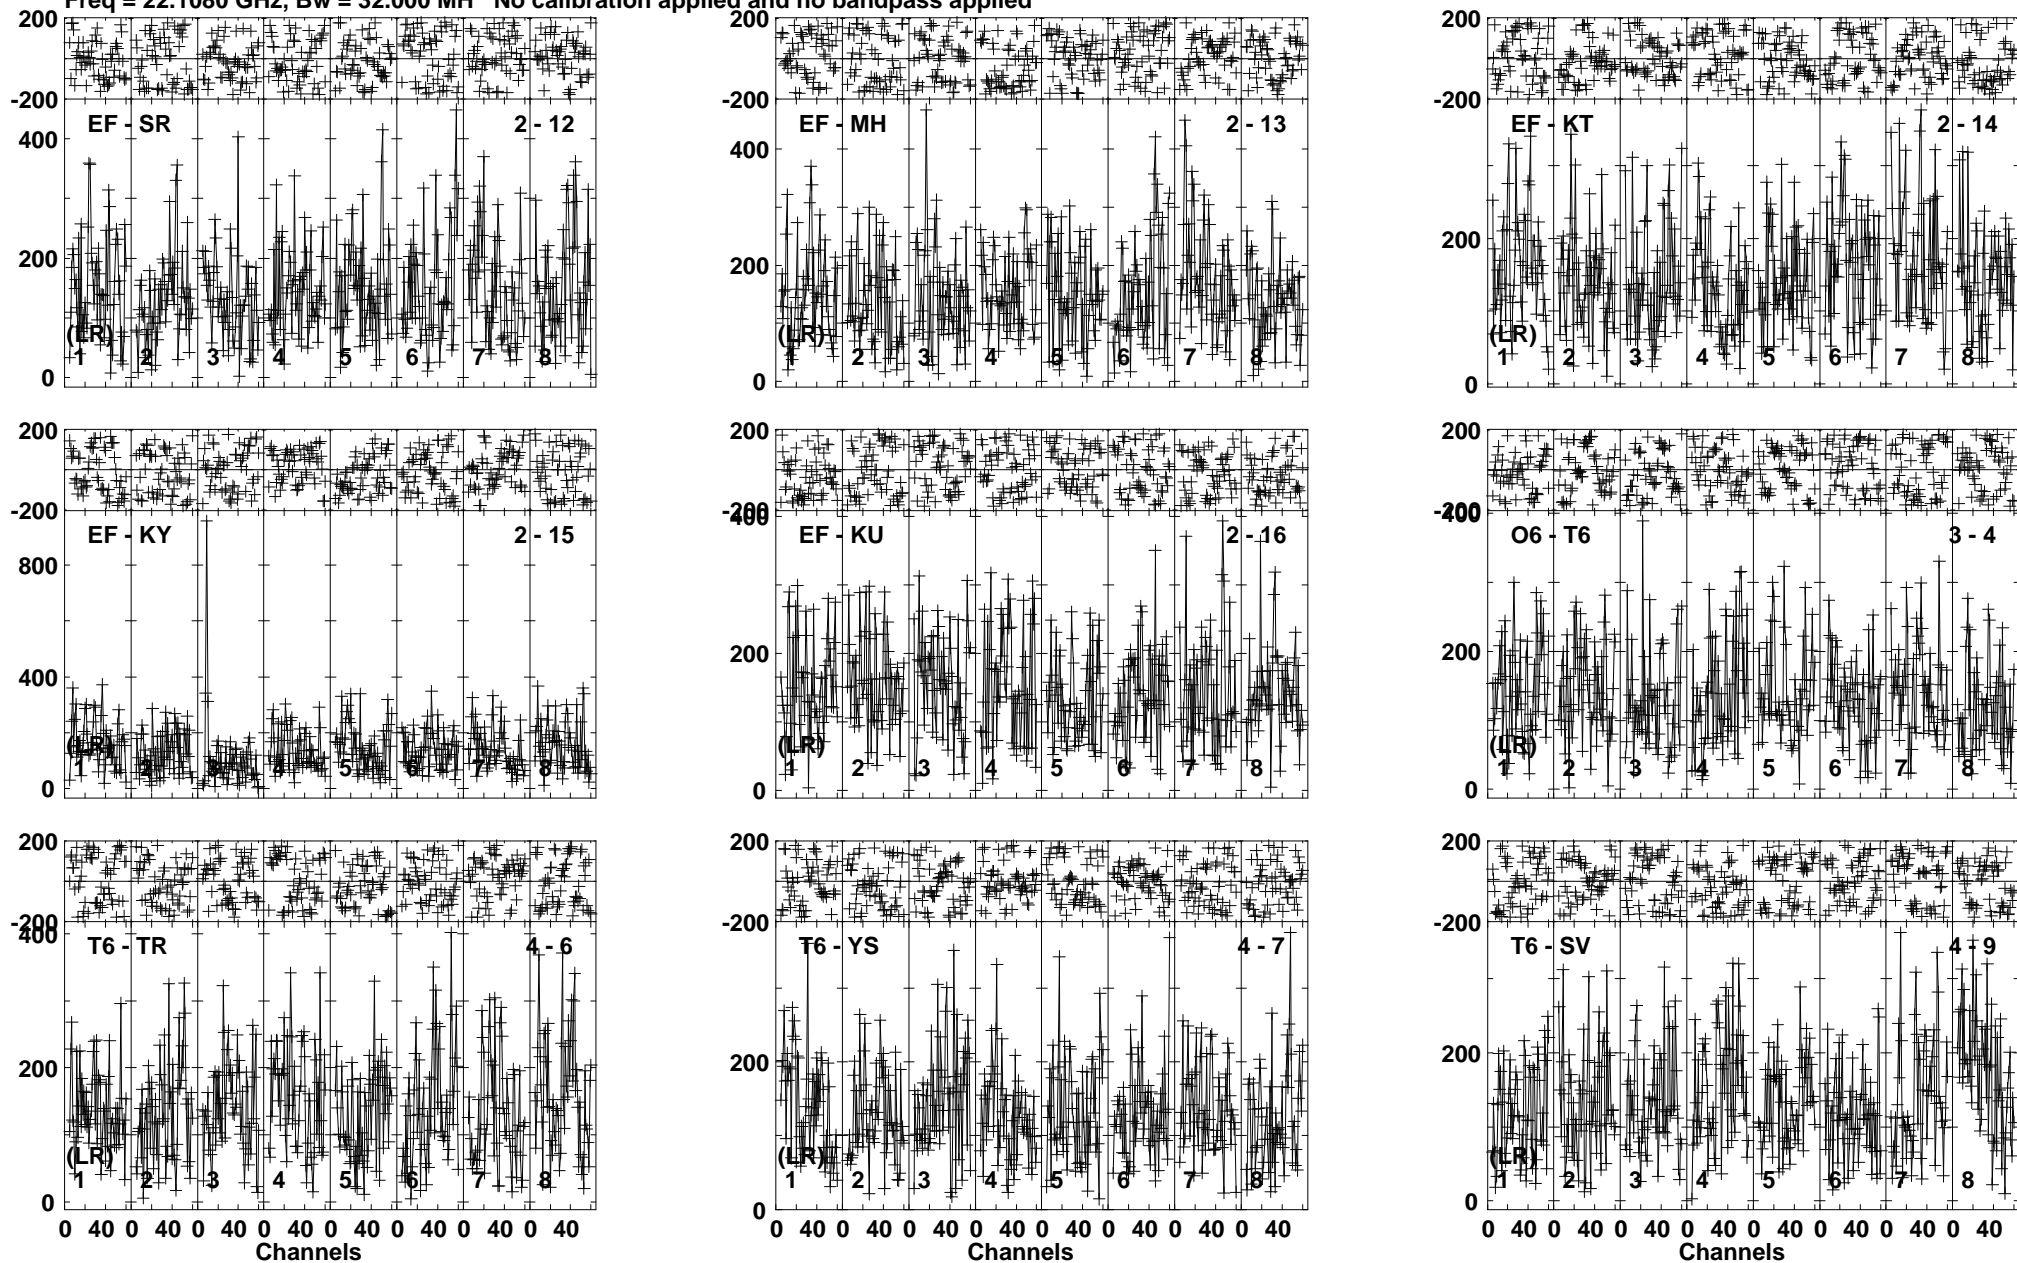 Freq = 22.1080 GHz, Bw = 32.000 MH No calibration applied and no bandpass applied
200 200 200
-200 -200 -200
EF - SR 2 - 12 EF - MH 2 - 13 EF - KT 2 - 14
400 400
200 200 200
(LR) (LR) (LR)
1 2 3 4 5 6 7 8 1 2 3 4 5 6 7 8 1 2 3 4 5 6 7 8
0 0 0
200 200 200
-200 -200 -200
400 400
EF - KY 2 - 15 EF - KU 2 - 16 O6 - T6 3 - 4
800
400 200 200
(LR) (LR) (LR)
1 2 3 4 5 6 7 8 1 2 3 4 5 6 7 8 1 2 3 4 5 6 7 8
0 0 0
200 200 200
-200 -200 -200
400
T6 - TR 4 - 6 T6 - YS 4 - 7 T6 - SV 4 - 9
200 200 200
(LR) (LR) (LR)
1 2 3 4 5 6 7 8 1 2 3 4 5 6 7 8 1 2 3 4 5 6 7 8
0 0 0
0 40 0 40 0 40 0 40 0 40 0 40 0 40 0 40 0 40 0 40 0 40 0 40 0 40 0 40 0 40 0 40 0 40 0 40 0 40 0 40 0 40 0 40 0 40 0 40
Channels Channels Channels